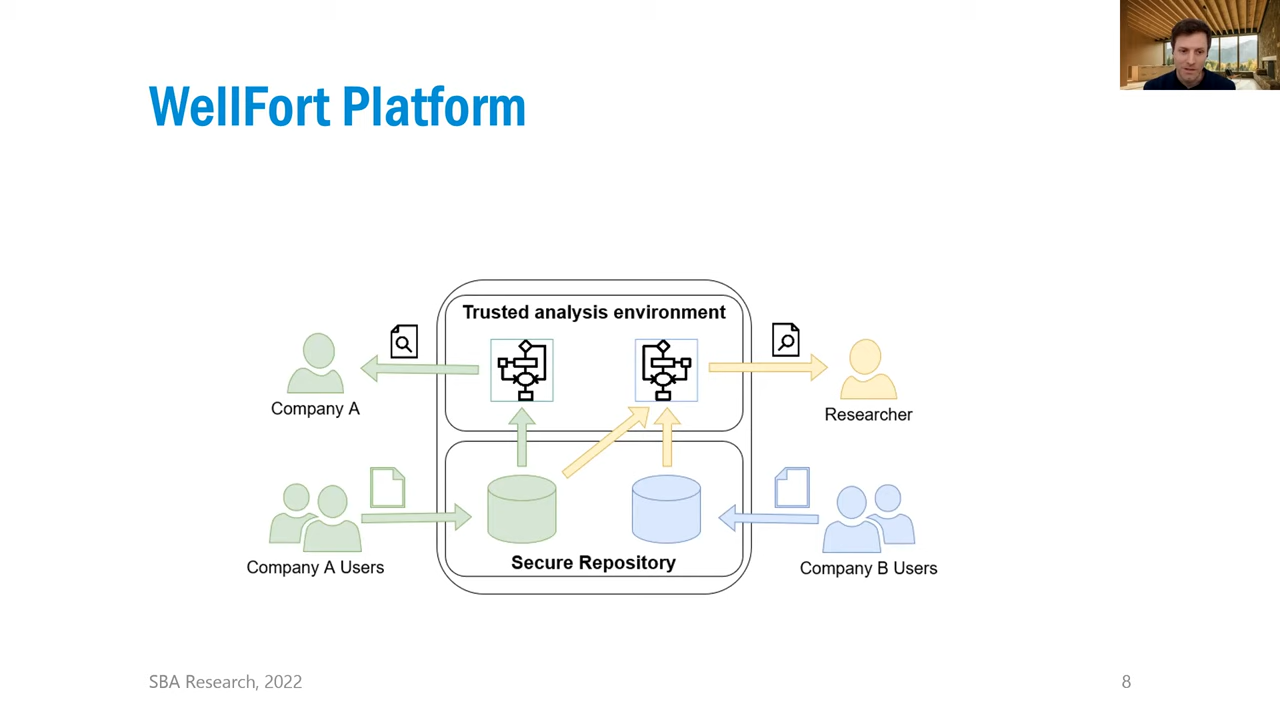 WellFort Platform
Trusted analysis environment
Company A
Researcher
Company A Users
Secure Repository
Company B Users
SBA Research, 2022
8